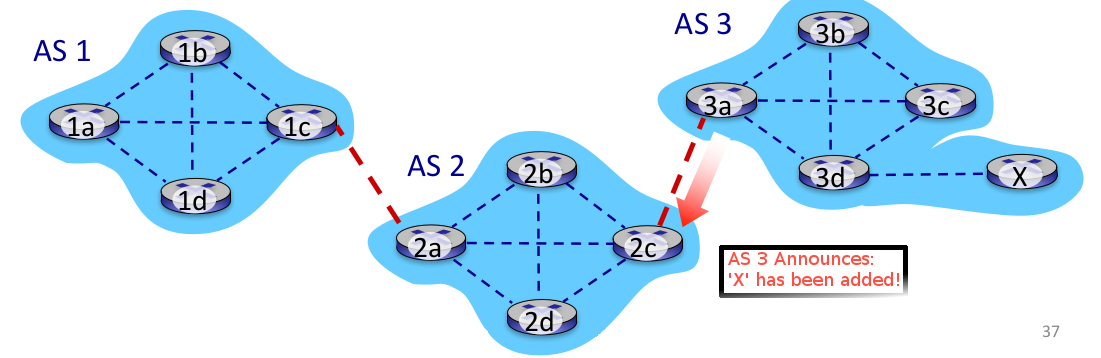 AS 1
1b
1a
1c
1d
AS 2
2b
2a
2c
2d
AS 3
3b
3a
3c
3d
X
AS 3 Announces:
'X' has been added!
37